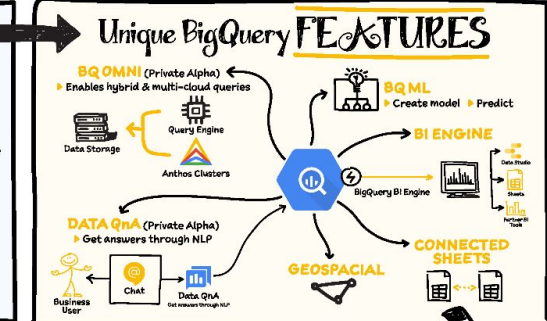 Unique BigQuery FEATURES
BQ OMNI (Private Alpha)
Enables hybrid & multi-cloud queries
Query Engine
Data Storage
Anthos Clusters
BQ ML
Create model Predict
BI ENGINE
BigQuery BI Engine
Data Studio
Sheets
Partner BI
Tools
DATA QnA (Private Alpha)
Get answers through NLP
Business
User
Chat
Data QnA
Get answers through NLP
GEOSPACIAL
CONNECTED
SHEETS